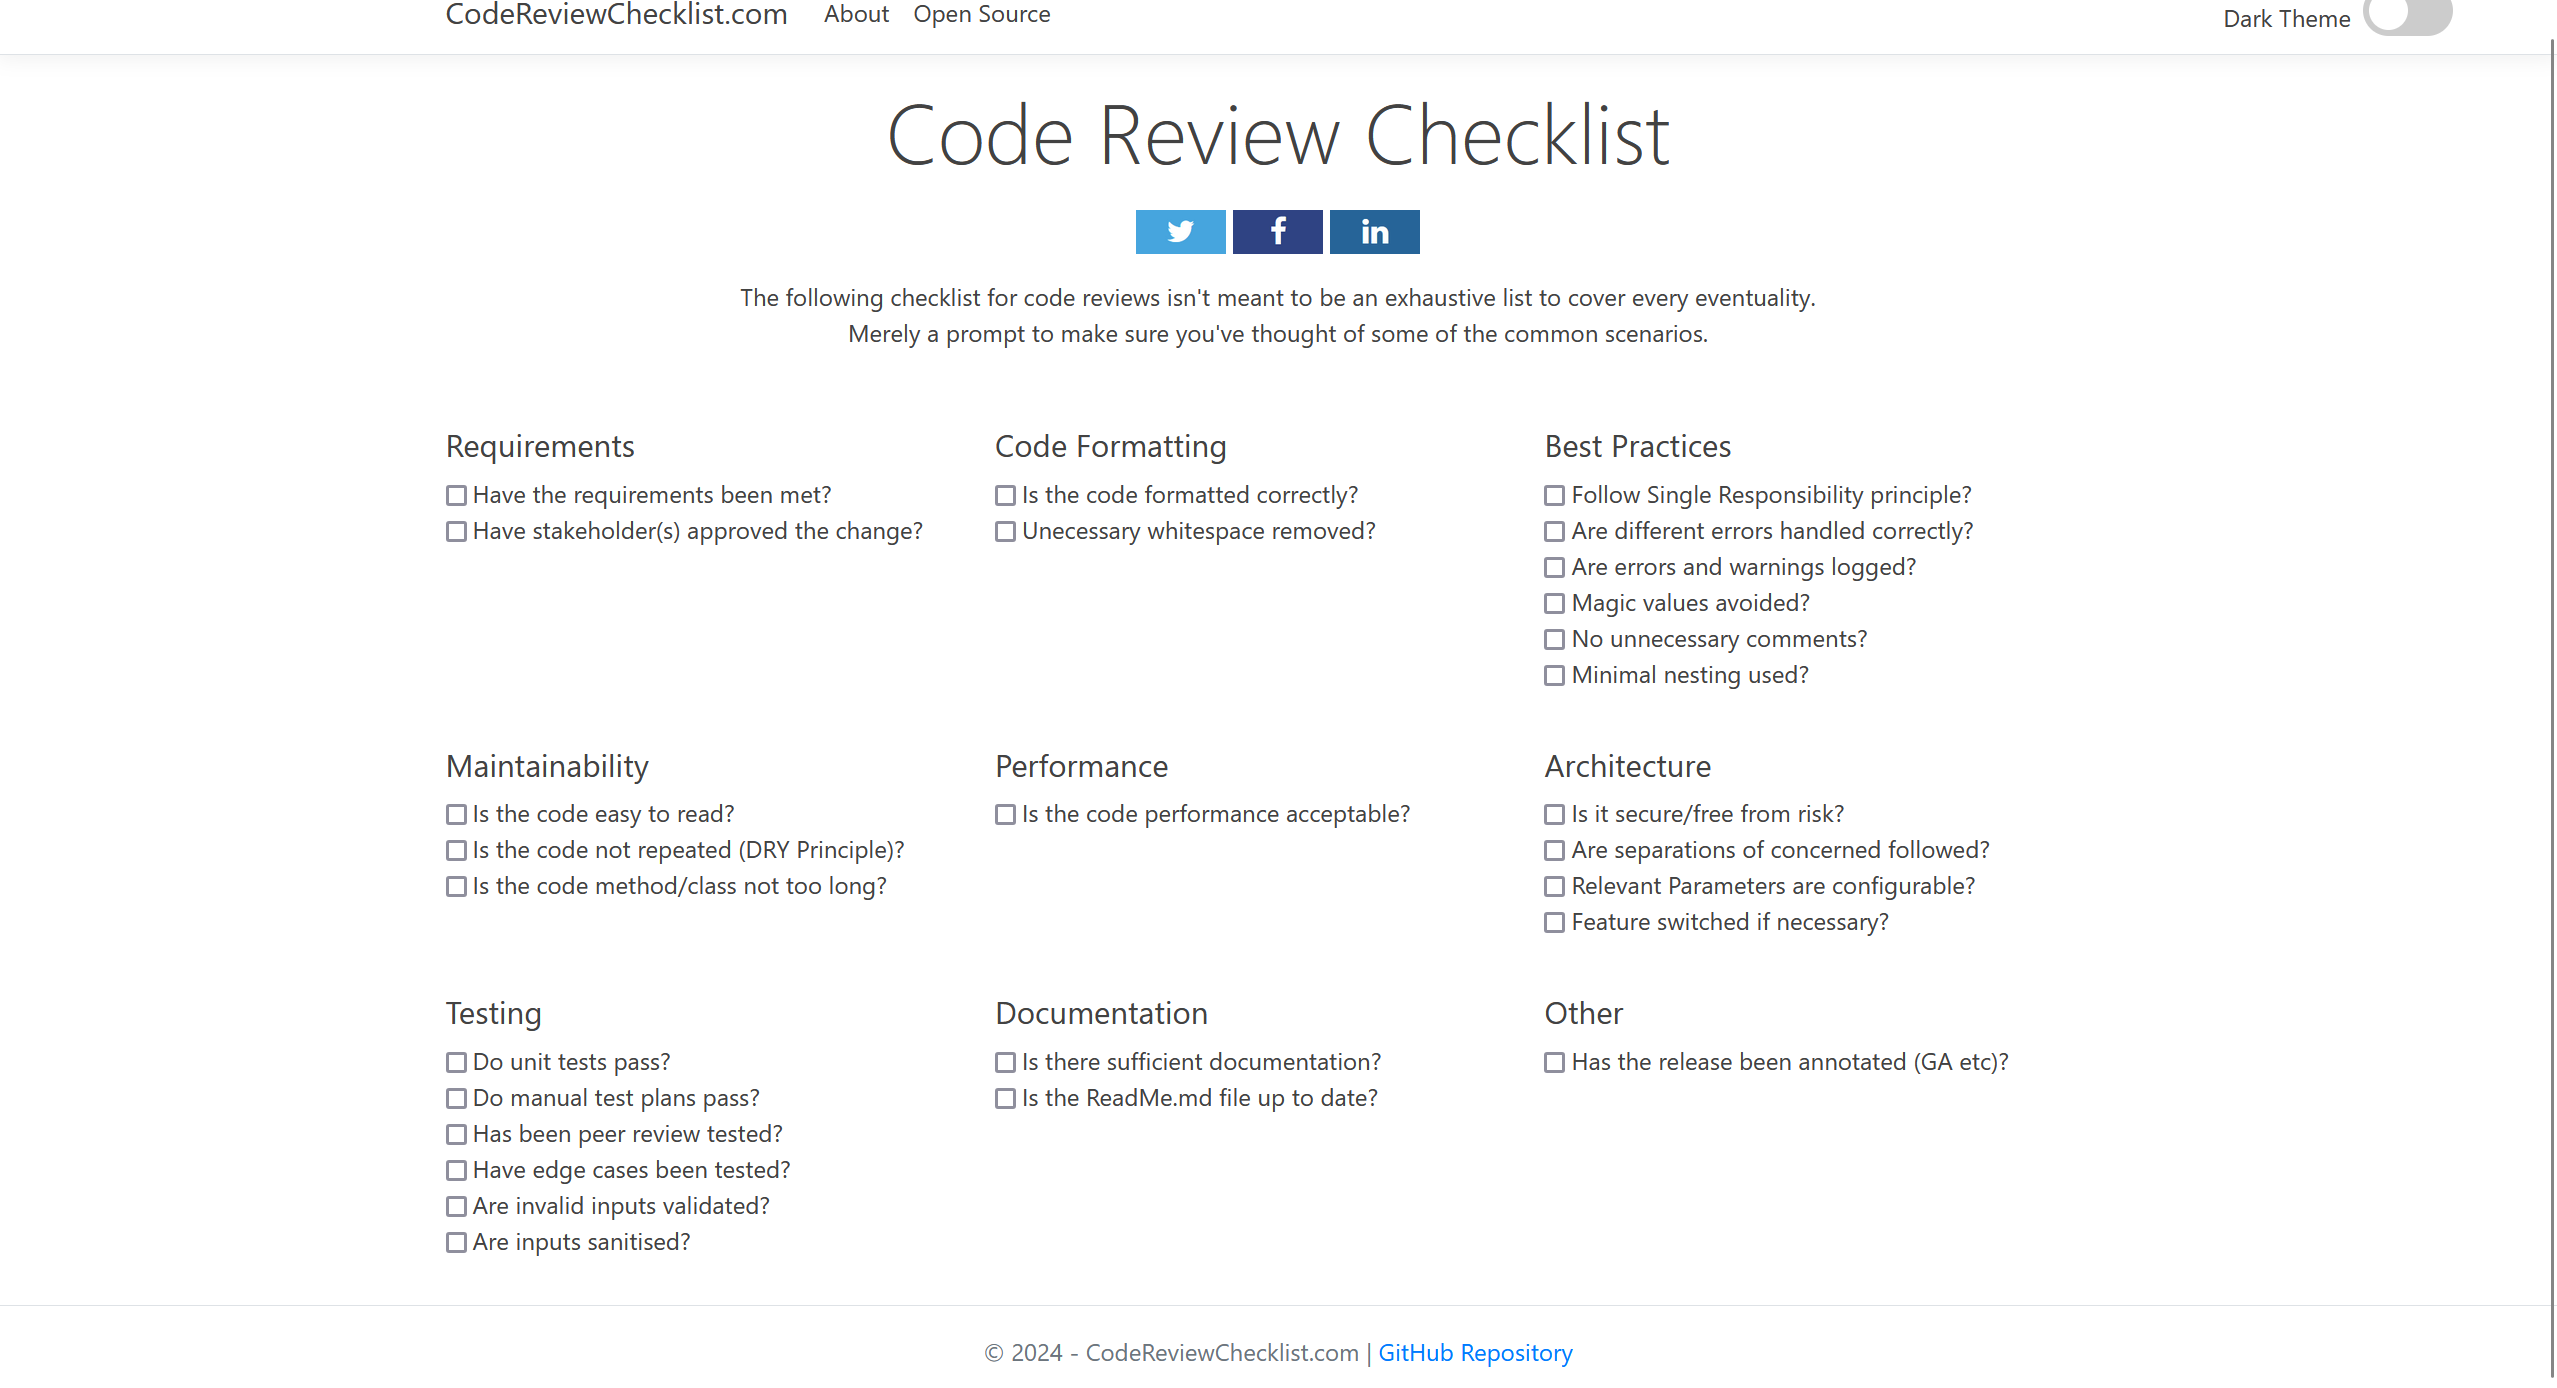 CodeReviewChecklist.com About Open Source Dark Theme
Code Review Checklist
The following checklist for code reviews isn't meant to be an exhaustive list to cover every eventuality.
Merely a prompt to make sure you've thought of some of the common scenarios.
Requirements
Have the requirements been met?
Have stakeholder(s) approved the change?
Code Formatting
Is the code formatted correctly?
Unecessary whitespace removed?
Best Practices
Follow Single Responsibility principle?
Are different errors handled correctly?
Are errors and warnings logged?
Magic values avoided?
No unnecessary comments?
Minimal nesting used?
Maintainability
Is the code easy to read?
Is the code not repeated (DRY Principle)?
Is the code method/class not too long?
Performance
Is the code performance acceptable?
Architecture
Is it secure/free from risk?
Are separations of concerned followed?
Relevant Parameters are configurable?
Feature switched if necessary?
Testing
Do unit tests pass?
Do manual test plans pass?
Has been peer review tested?
Have edge cases been tested?
Are invalid inputs validated?
Are inputs sanitised?
Documentation
Is there sufficient documentation?
Is the ReadMe.md file up to date?
Other
Has the release been annotated (GA etc)?
© 2024 - CodeReviewChecklist.com | GitHub Repository